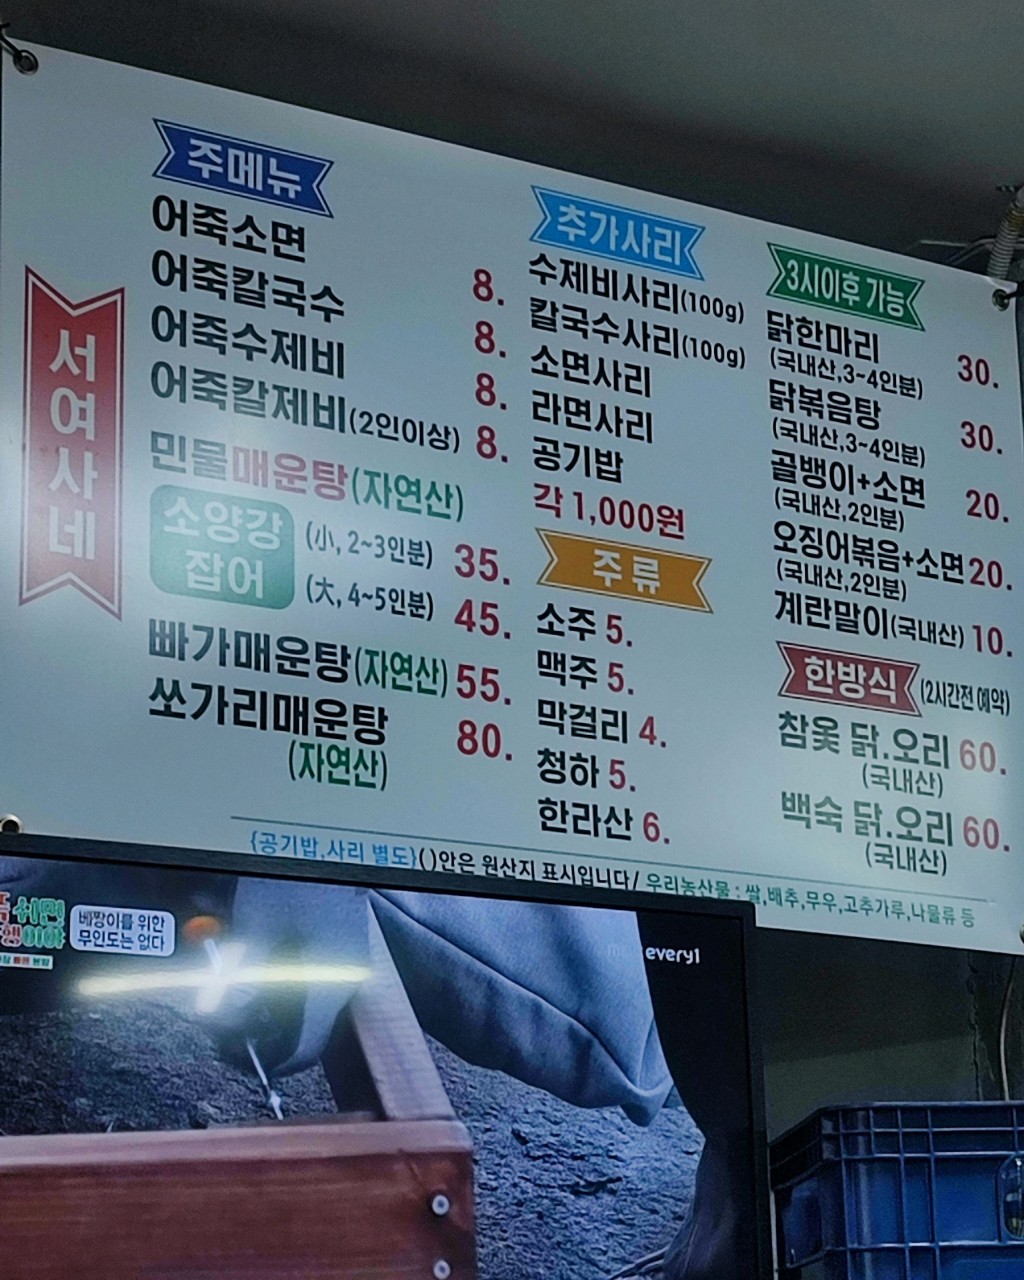 서여사네
주메뉴
어죽소면 8.
어죽칼국수 8.
어죽수제비 8.
어죽칼제비(2인이상) 8.
민물매운탕(자연산)
소양강
잡어
(小, 2~3인분) 35.
(大, 4~5인분) 45.
빠가매운탕(자연산) 55.
쏘가리매운탕 80.
(자연산)
추가사리
수제비사리(100g)
칼국수사리(100g)
소면사리
라면사리
공기밥
각 1,000원
주류
소주 5.
맥주 5.
막걸리 4.
청하 5.
한라산 6.
3시이후 가능
닭한마리 30.
(국내산,3~4인분)
닭볶음탕 30.
(국내산,3~4인분)
골뱅이+소면 20.
(국내산,2인분)
오징어볶음+소면 20.
(국내산,2인분)
계란말이(국내산) 10.
한방식 (2시간전 예약)
참옻 닭.오리 60.
(국내산)
백숙 닭.오리 60.
(국내산)
{공기밥,사리 별도}( )안은 원산지 표시입니다/ 우리농산물 : 쌀,배추,무우,고추가루,나물류 등
베짱이를 위한
무인도는 없다
every1